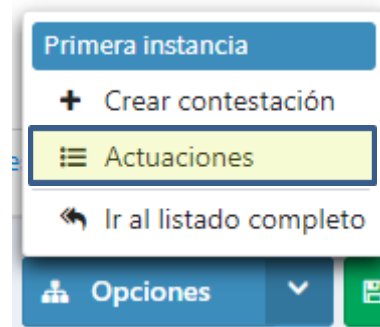 Primera instancia
Crear contestación
Actuaciones
Ir al listado completo
Opciones